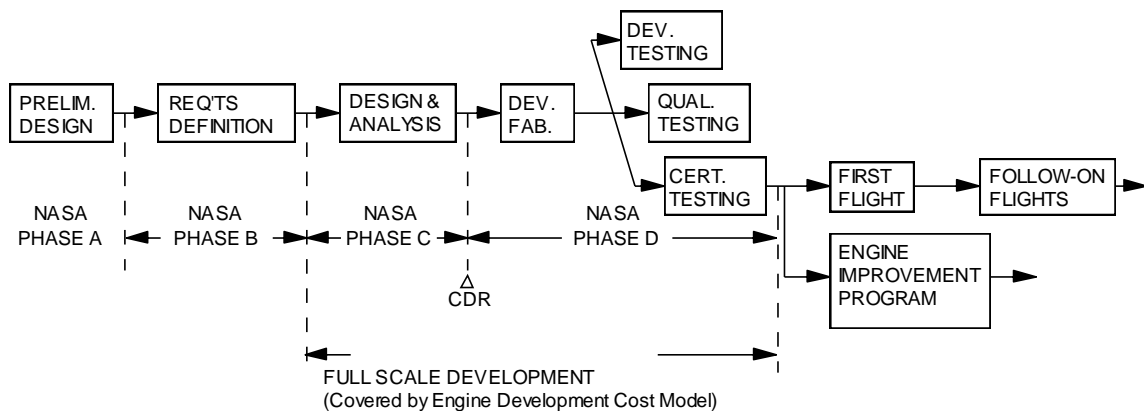 DEV.
TESTING
PRELIM.
DESIGN
REQ'TS
DEFINITION
DESIGN &
ANALYSIS
DEV.
FAB.
QUAL.
TESTING
CERT.
TESTING
FIRST
FLIGHT
FOLLOW-ON
FLIGHTS
NASA
PHASE A
NASA
PHASE B
NASA
PHASE C
NASA
PHASE D
ENGINE
IMPROVEMENT
PROGRAM
CDR
FULL SCALE DEVELOPMENT
(Covered by Engine Development Cost Model)